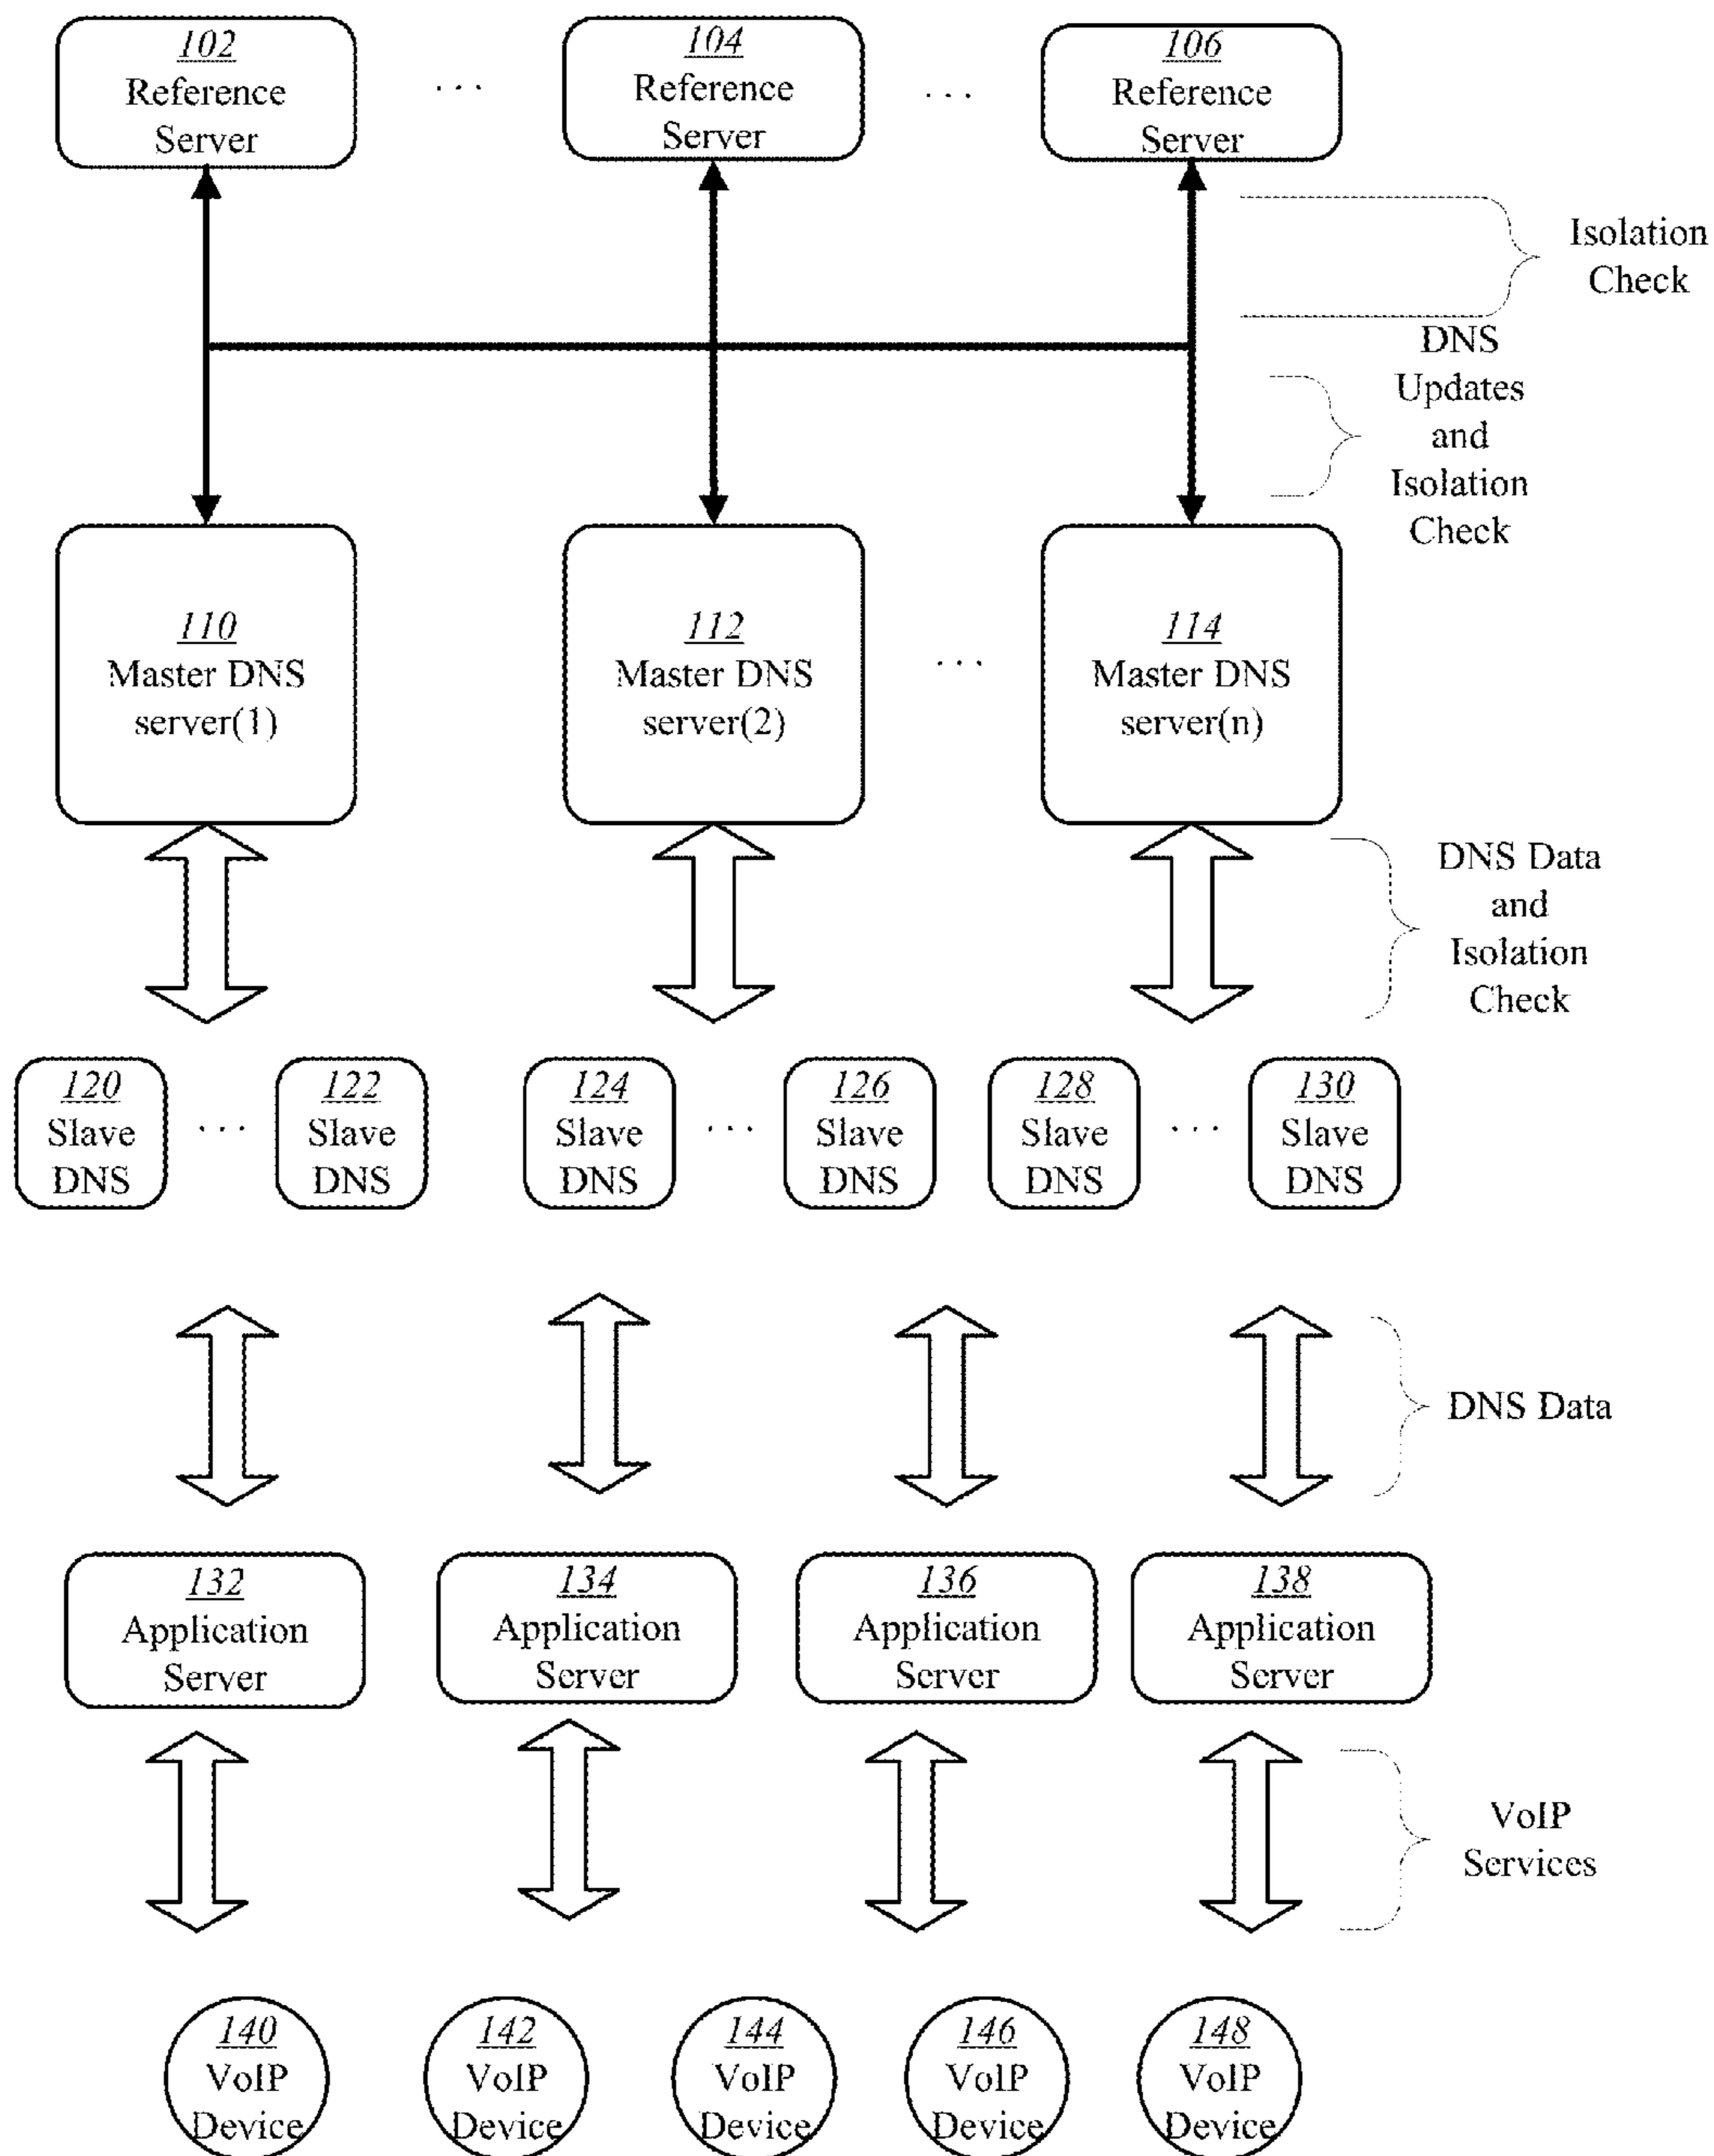 102
Reference
Server
...
104
Reference
Server
...
106
Reference
Server
Isolation
Check
DNS
Updates
and
Isolation
Check
110
Master DNS
server(1)
112
Master DNS
server(2)
...
114
Master DNS
server(n)
DNS Data
and
Isolation
Check
120
Slave
DNS
...
122
Slave
DNS
124
Slave
DNS
...
126
Slave
DNS
128
Slave
DNS
...
130
Slave
DNS
DNS Data
132
Application
Server
134
Application
Server
136
Application
Server
138
Application
Server
VoIP
Services
140
VoIP
Device
142
VoIP
Device
144
VoIP
Device
146
VoIP
Device
148
VoIP
Device